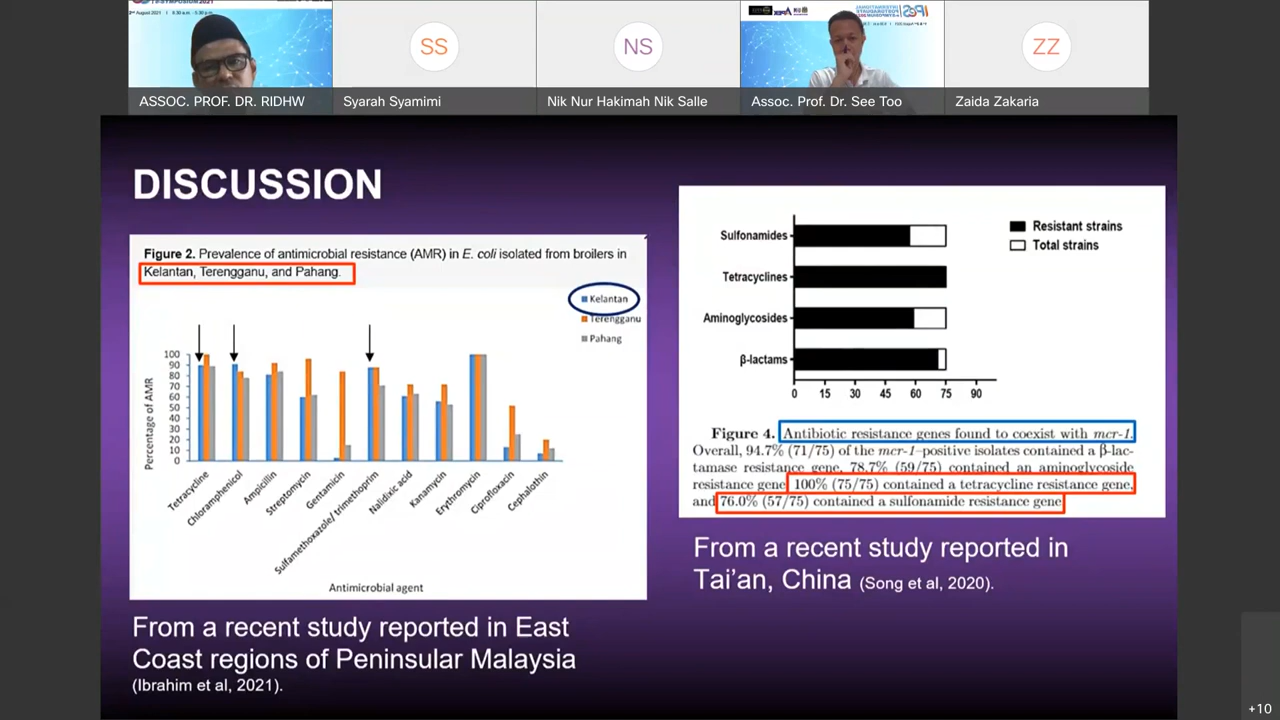 SYMPOSIUM 2021
ASSOC. PROF. DR. RIDHW
SS
Syarah Syamimi
NS
Nik Nur Hakimah Nik Salle
Assoc. Prof. Dr. See Too
ZZ
Zaida Zakaria
DISCUSSION
Figure 2. Prevalence of antimicrobial resistance (AMR) in E. coli isolated from broilers in
Kelantan, Terengganu, and Pahang.
Kelantan
Terengganu
Pahang
Percentage of AMR
100
90
80
70
60
50
40
30
20
10
0
Tetracycline
Chloramphenicol
Ampicillin
Streptomycin
Gentamicin
Sulfamethoxazole/ trimethoprim
Nalidixic acid
Kanamycin
Erythromycin
Ciprofloxacin
Cephalothin
Antimicrobial agent
From a recent study reported in East
Coast regions of Peninsular Malaysia
(Ibrahim et al, 2021).
Sulfonamides
Tetracyclines
Aminoglycosides
β-lactams
0 15 30 45 60 75 90
Resistant strains
Total strains
Figure 4. Antibiotic resistance genes found to coexist with mcr-1.
Overall, 94.7% (71/75) of the mcr-1–positive isolates contained a β-lac-
tamase resistance gene, 78.7% (59/75) contained an aminoglycoside
resistance gene, 100% (75/75) contained a tetracycline resistance gene,
and 76.0% (57/75) contained a sulfonamide resistance gene
From a recent study reported in
Tai’an, China (Song et al, 2020).
+10